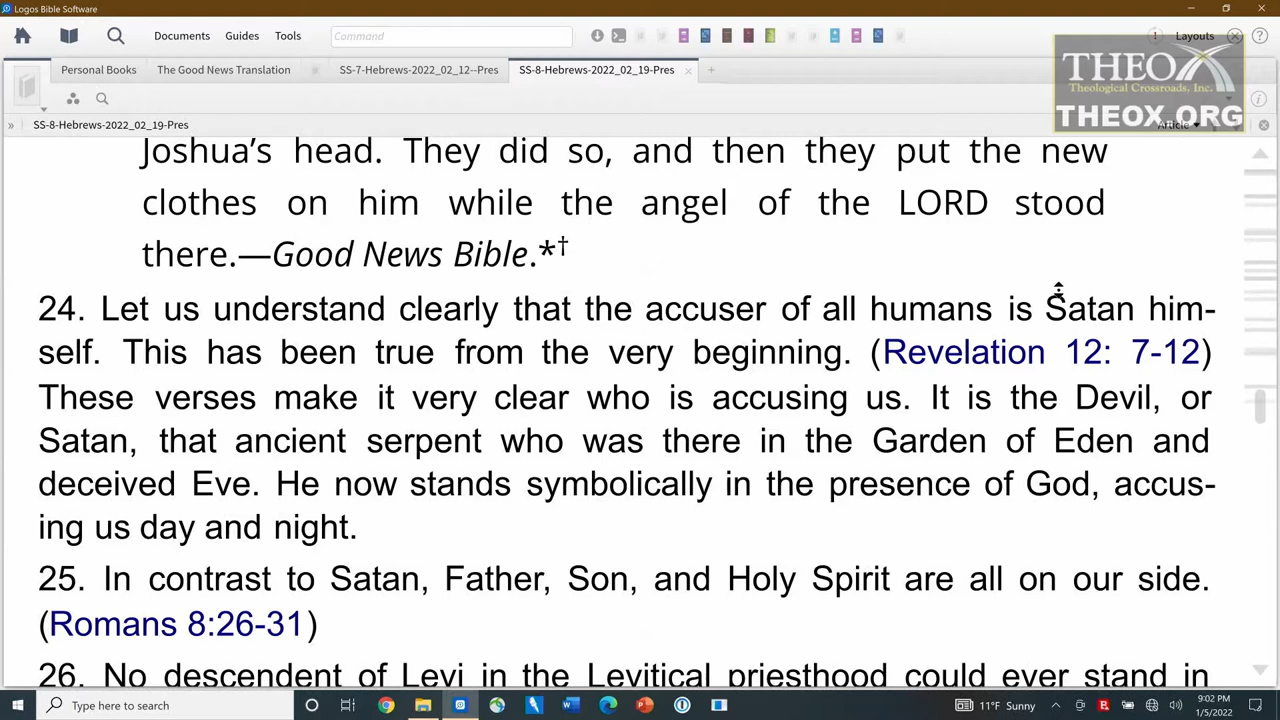 Logos Bible Software
Documents Guides Tools Command Layouts
Personal Books The Good News Translation SS-7-Hebrews-2022_02_12--Pres SS-8-Hebrews-2022_02_19-Pres
THEOX
Theological Crossroads, Inc.
THEOX.ORG
SS-8-Hebrews-2022_02_19-Pres Article
Joshua's head. They did so, and then they put the new
clothes on him while the angel of the LORD stood
there.—Good News Bible.*†
24. Let us understand clearly that the accuser of all humans is Satan him-
self. This has been true from the very beginning. (Revelation 12: 7-12)
These verses make it very clear who is accusing us. It is the Devil, or
Satan, that ancient serpent who was there in the Garden of Eden and
deceived Eve. He now stands symbolically in the presence of God, accus-
ing us day and night.
25. In contrast to Satan, Father, Son, and Holy Spirit are all on our side.
(Romans 8:26-31)
26. No descendent of Levi in the Levitical priesthood could ever stand in
Type here to search 11°F Sunny 9:02 PM
1/5/2022